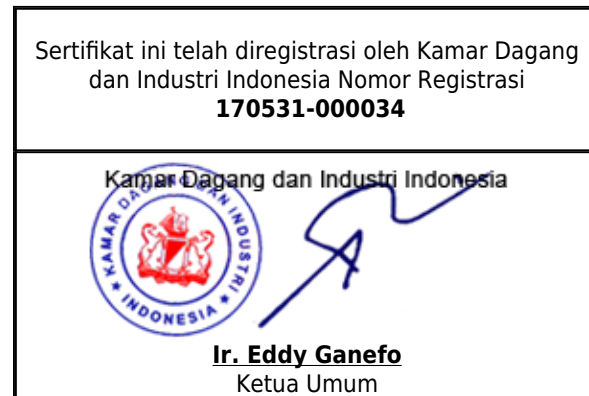 Sertifikat ini telah diregistrasi oleh Kamar Dagang
dan Industri Indonesia Nomor Registrasi
170531-000034
Kamar Dagang dan Industri Indonesia
KAMAR DAGANG DAN INDUSTRI
INDONESIA
Ir. Eddy Ganefo
Ketua Umum